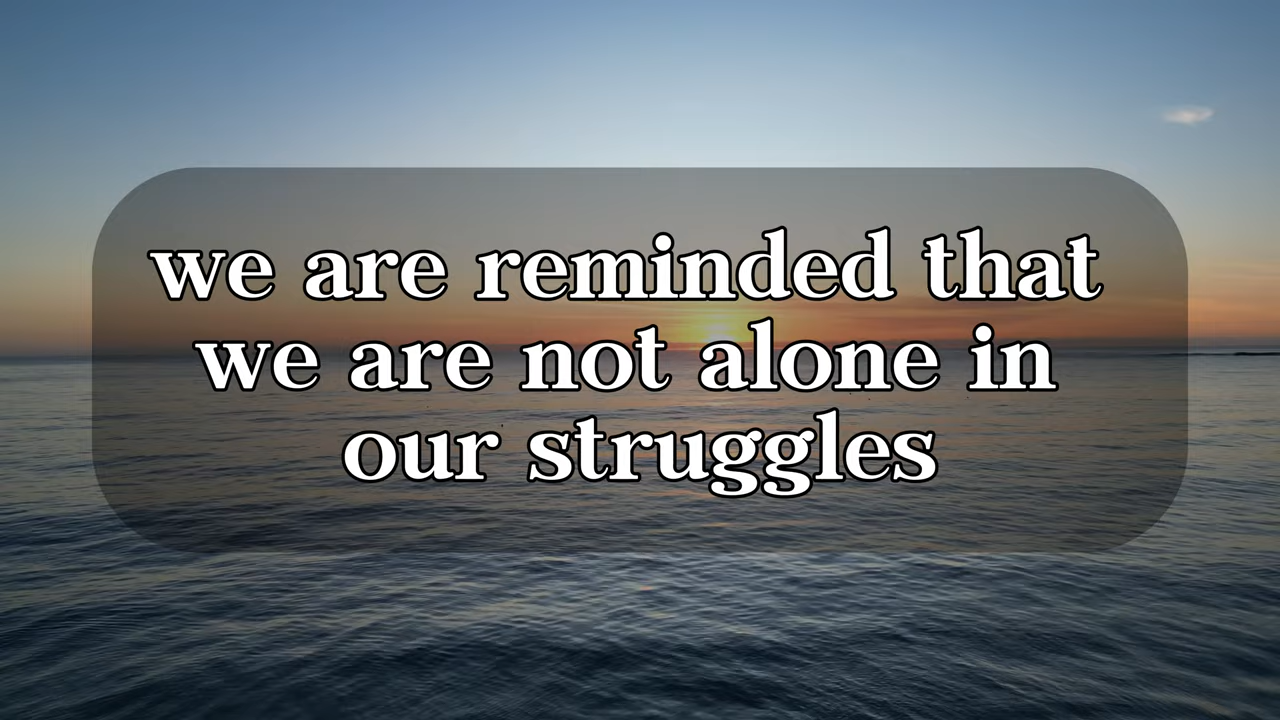 we are reminded that
we are not alone in
our struggles